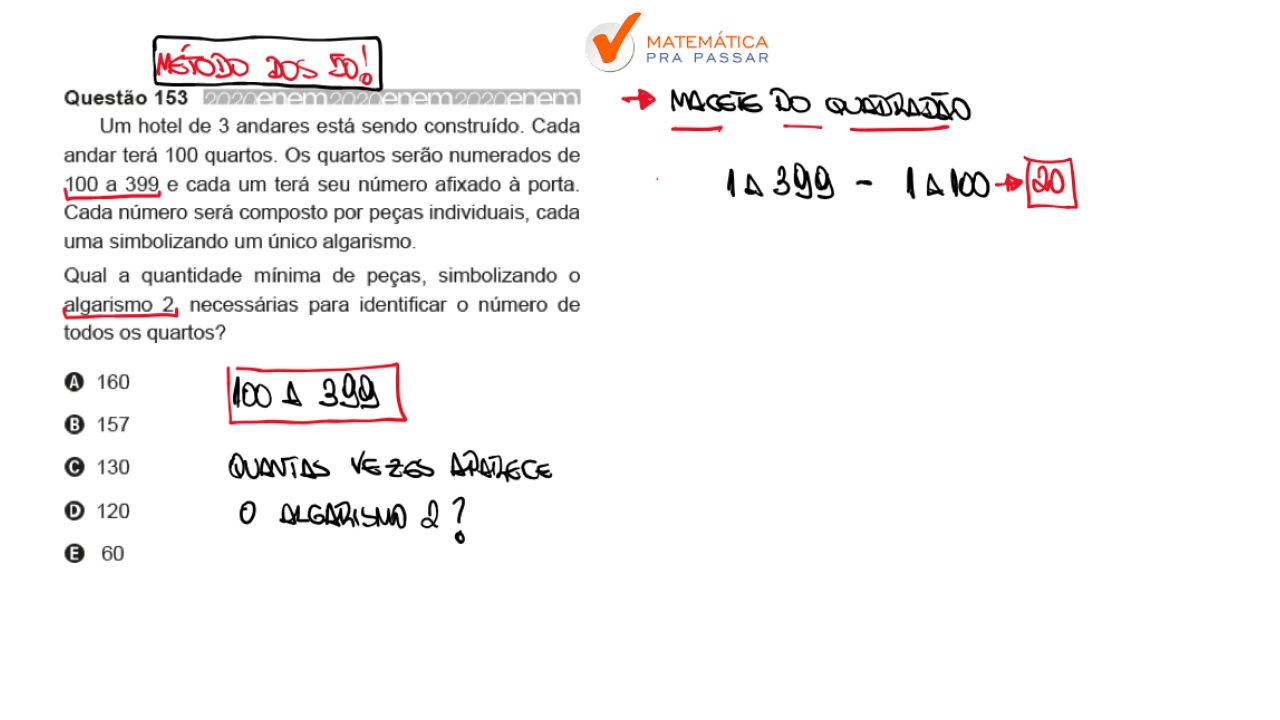 MÉTODO DOS 50!
MATEMÁTICA
PRA PASSAR
Questão 153 2020enem2020enem2020enem
Um hotel de 3 andares está sendo construído. Cada
andar terá 100 quartos. Os quartos serão numerados de
100 a 399 e cada um terá seu número afixado à porta.
Cada número será composto por peças individuais, cada
uma simbolizando um único algarismo.
Qual a quantidade mínima de peças, simbolizando o
algarismo 2, necessárias para identificar o número de
todos os quartos?
A 160
B 157
C 130
D 120
E 60
100 A 399
QUANTAS VEZES APARECE
O ALGARISMO 2?
MACETE DO QUADRADÃO
1 A 399 - 1 A 100 → 20